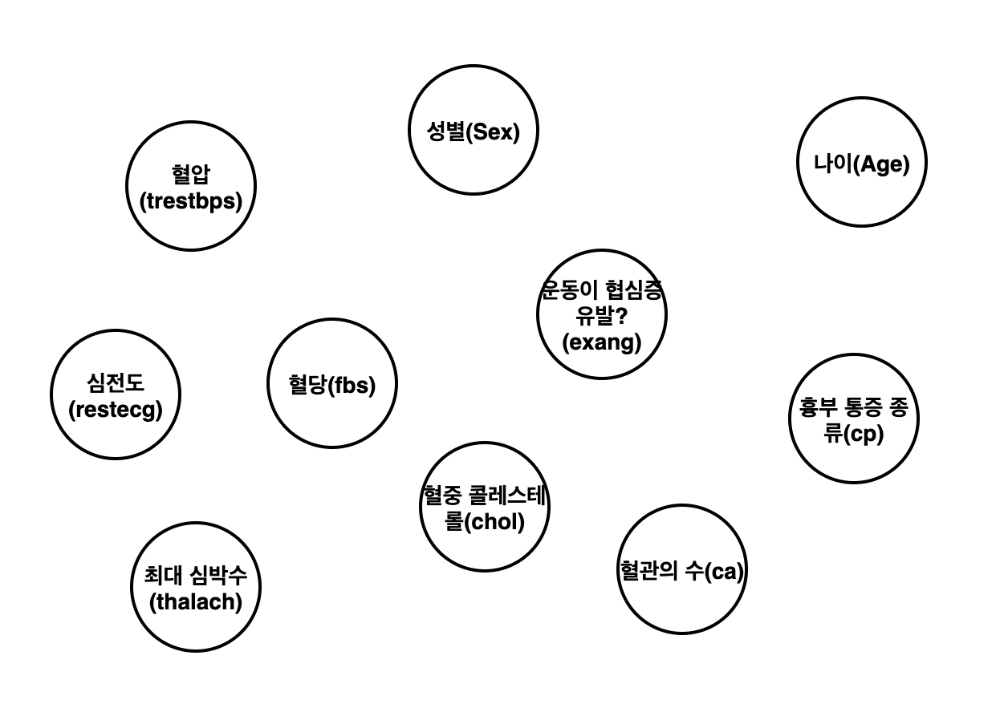 성별(Sex)
나이(Age)
혈압
(trestbps)
운동이 협심증
유발?
(exang)
심전도
(restecg)
혈당(fbs)
흉부 통증 종
류(cp)
혈중 콜레스테
롤(chol)
혈관의 수(ca)
최대 심박수
(thalach)